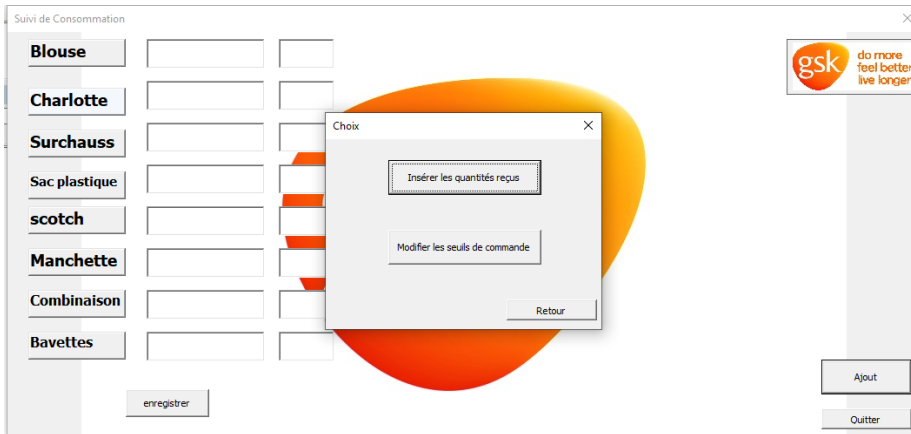 Suivi de Consommation
Blouse
gsk
do more
feel better
live longer
Charlotte
Choix
Surchauss
Insérer les quantités reçus
Sac plastique
scotch
Modifier les seuils de commande
Manchette
Combinaison
Retour
Bavettes
Ajout
enregistrer
Quitter